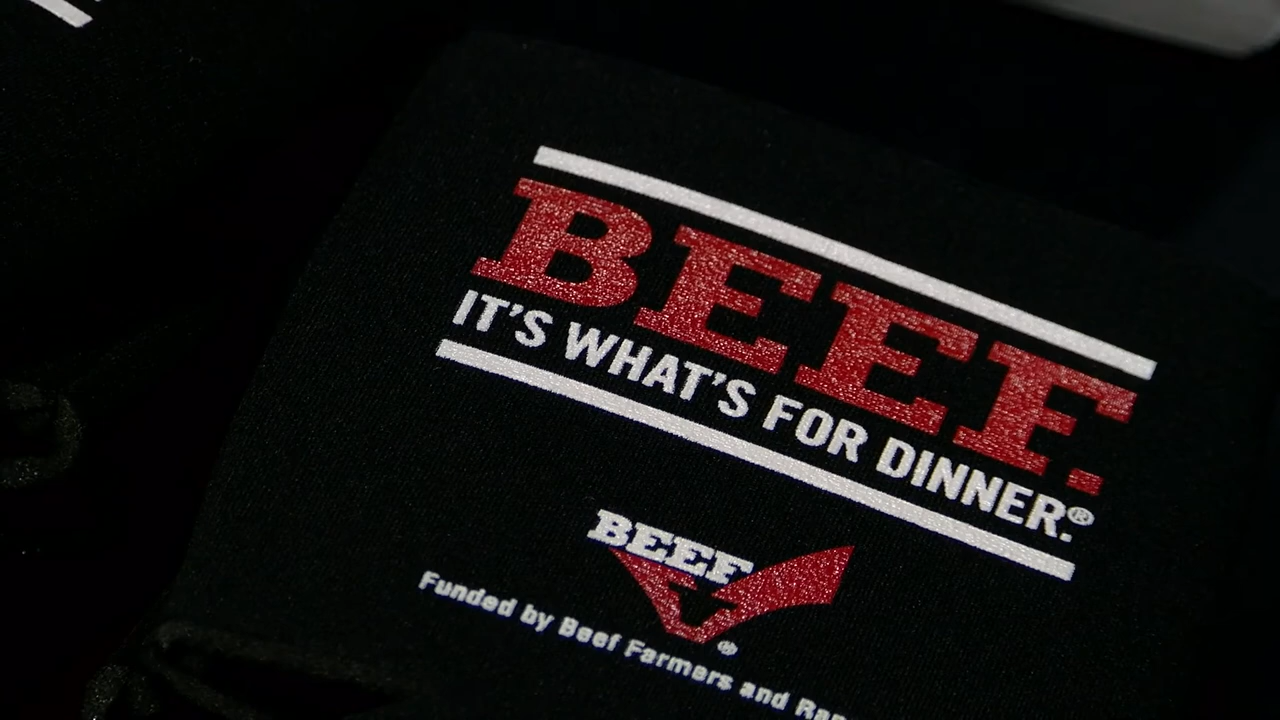 BEEF.
IT'S WHAT'S FOR DINNER.®
BEEF
®
Funded by Beef Farmers and